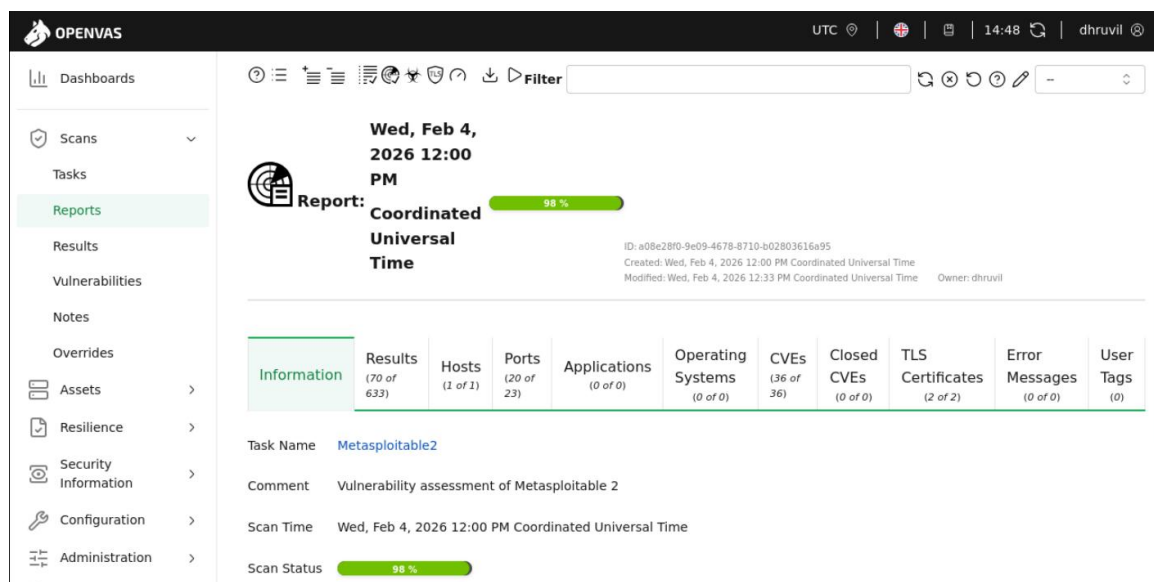 OPENVAS
UTC
14:48
dhruvil
Dashboards
Scans
Tasks
Reports
Results
Vulnerabilities
Notes
Overrides
Assets
Resilience
Security
Information
Configuration
Administration
TLS
Filter
--
Report:
Wed, Feb 4,
2026 12:00
PM
Coordinated
Universal
Time
98 %
ID: a08e28f0-9e09-4678-8710-b02803616a95
Created: Wed, Feb 4, 2026 12:00 PM Coordinated Universal Time
Modified: Wed, Feb 4, 2026 12:33 PM Coordinated Universal Time Owner: dhruvil
Information
Results
(70 of
633)
Hosts
(1 of 1)
Ports
(20 of
23)
Applications
(0 of 0)
Operating
Systems
(0 of 0)
CVEs
(36 of
36)
Closed
CVEs
(0 of 0)
TLS
Certificates
(2 of 2)
Error
Messages
(0 of 0)
User
Tags
(0)
Task Name Metasploitable2
Comment Vulnerability assessment of Metasploitable 2
Scan Time Wed, Feb 4, 2026 12:00 PM Coordinated Universal Time
Scan Status 98 %